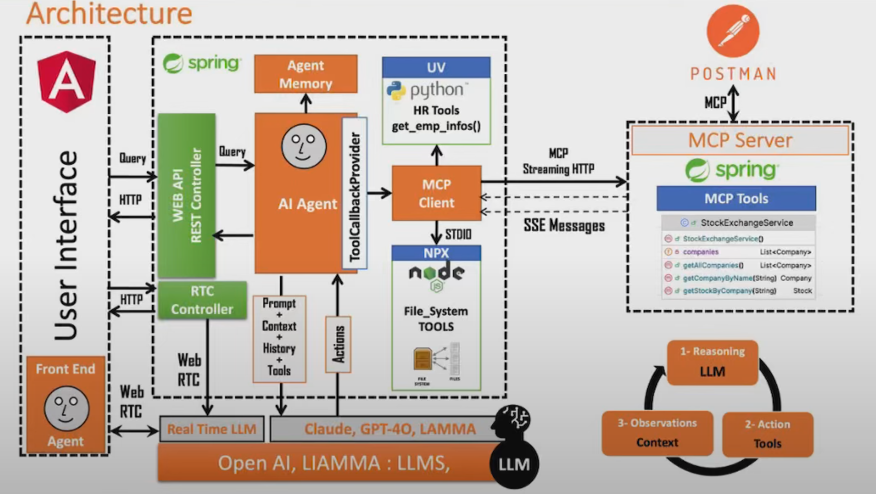 Architecture
User Interface
Front End
Agent
Query
HTTP
HTTP
Web
RTC
spring
WEB API
REST Controller
RTC
Controller
Query
Agent
Memory
AI Agent
ToolCallbackProvider
Prompt
+
Context
+
History
+
Tools
Actions
Web
RTC
UV
python
HR Tools
get_emp_infos()
MCP
Client
STDIO
NPX
node
JS
File_System
TOOLS
FILE
SYSTEM
FILES
Real Time LLM
Claude, GPT-4O, LAMMA
Open AI, LIAMMA : LLMS,
LLM
MCP
Streaming HTTP
SSE Messages
POSTMAN
MCP
MCP Server
spring
MCP Tools
StockExchangeService
StockExchangeService()
companies List<Company>
getAllCompanies() List<Company>
getCompanyByName(String) Company
getStockByCompany(String) Stock
1- Reasoning
LLM
3- Observations
Context
2- Action
Tools